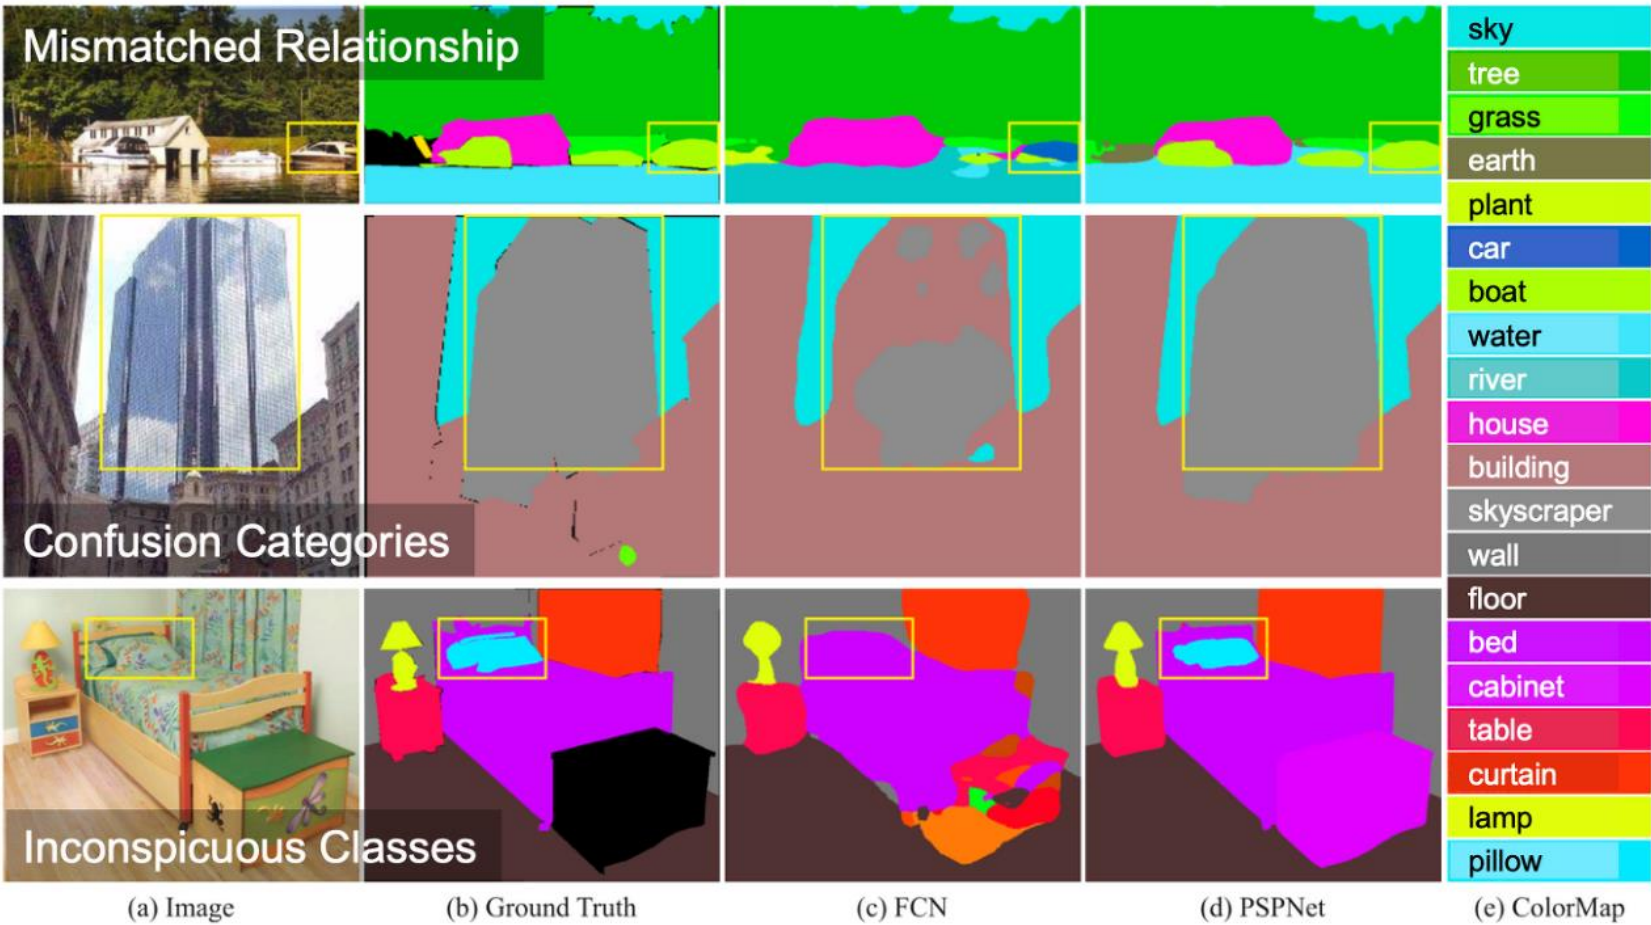 Mismatched Relationship
Confusion Categories
Inconspicuous Classes
sky
tree
grass
earth
plant
car
boat
water
river
house
building
skyscraper
wall
floor
bed
cabinet
table
curtain
lamp
pillow
(a) Image
(b) Ground Truth
(c) FCN
(d) PSPNet
(e) ColorMap